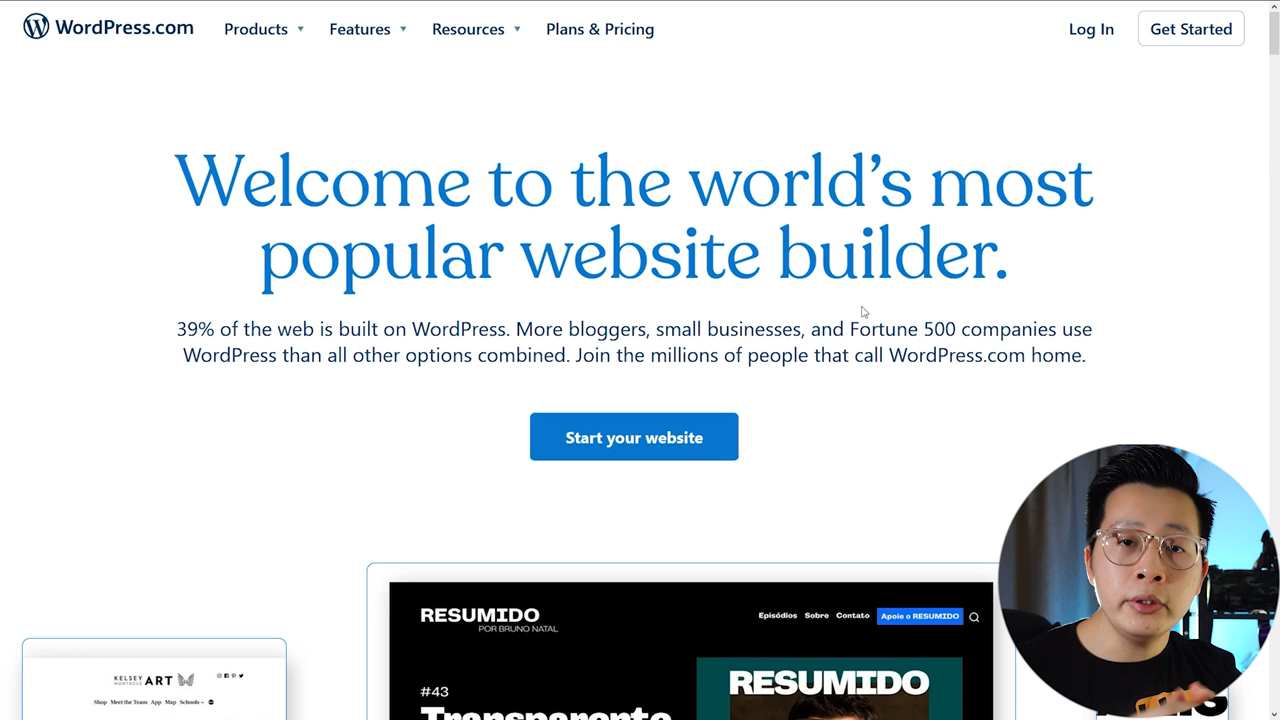 WordPress.com
Products
Features
Resources
Plans & Pricing
Log In
Get Started
Welcome to the world's most
popular website builder.
39% of the web is built on WordPress. More bloggers, small businesses, and Fortune 500 companies use
WordPress than all other options combined. Join the millions of people that call WordPress.com home.
Start your website
RESUMIDO
POR BRUNO NATAL
Episódios
Sobre
Contato
Apoie o RESUMIDO
#43
Transparente
RESUMIDO
KELSEY
MONTAGUE
ART
Shop
Meet the Team
App
Map
Schools